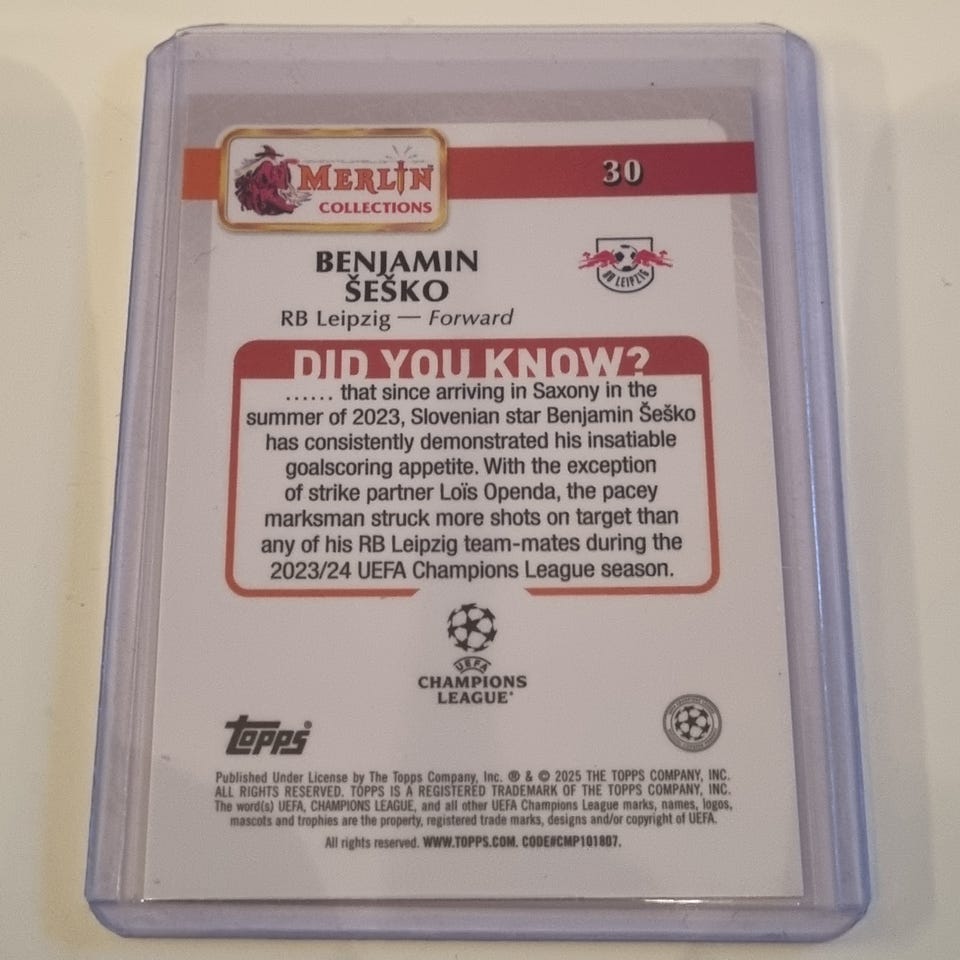 MERLIN
COLLECTIONS
30
BENJAMIN
ŠEŠKO
RB LEIPZIG
RB Leipzig — Forward
DID YOU KNOW?
...... that since arriving in Saxony in the
summer of 2023, Slovenian star Benjamin Šeško
has consistently demonstrated his insatiable
goalscoring appetite. With the exception
of strike partner Loïs Openda, the pacey
marksman struck more shots on target than
any of his RB Leipzig team-mates during the
2023/24 UEFA Champions League season.
UEFA
CHAMPIONS
LEAGUE®
Topps®
Published Under License by The Topps Company, Inc. ® & © 2025 THE TOPPS COMPANY, INC.
ALL RIGHTS RESERVED. TOPPS IS A REGISTERED TRADEMARK OF THE TOPPS COMPANY, INC.
The word(s) UEFA, CHAMPIONS LEAGUE, and all other UEFA Champions League marks, names, logos,
mascots and trophies are the property, registered trade marks, designs and/or copyright of UEFA.
All rights reserved. WWW.TOPPS.COM. CODE#CMP101807.